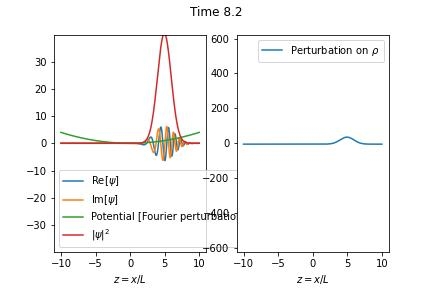 Time 8.2
30
20
10
0
−10
−20
−30
Re[ψ]
Im[ψ]
Potential [Fourier perturbatio
|ψ|²
−10 −5 0 5 10
z = x/L
600
400
200
0
−200
−400
−600
Perturbation on ρ
−10 −5 0 5 10
z = x/L